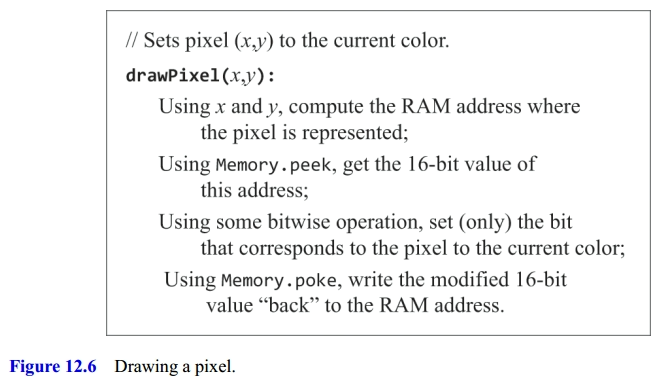 // Sets pixel (x,y) to the current color.
drawPixel(x,y):
Using x and y, compute the RAM address where
the pixel is represented;
Using Memory.peek, get the 16-bit value of
this address;
Using some bitwise operation, set (only) the bit
that corresponds to the pixel to the current color;
Using Memory.poke, write the modified 16-bit
value “back” to the RAM address.
Figure 12.6 Drawing a pixel.